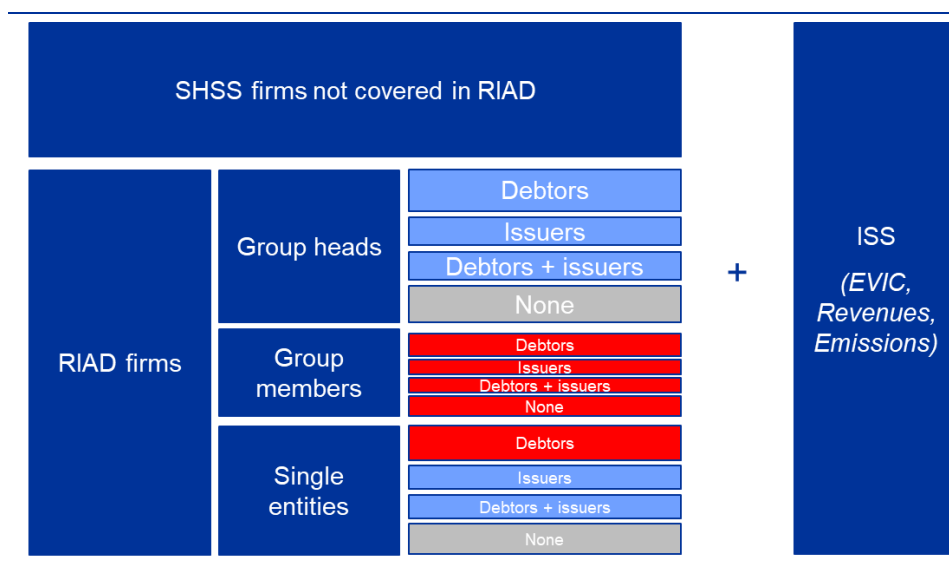 SHSS firms not covered in RIAD
RIAD firms
Group heads
Debtors
Issuers
Debtors + issuers
None
Group
members
Debtors
Issuers
Debtors + issuers
None
Single
entities
Debtors
Issuers
Debtors + issuers
None
+
ISS
(EVIC,
Revenues,
Emissions)